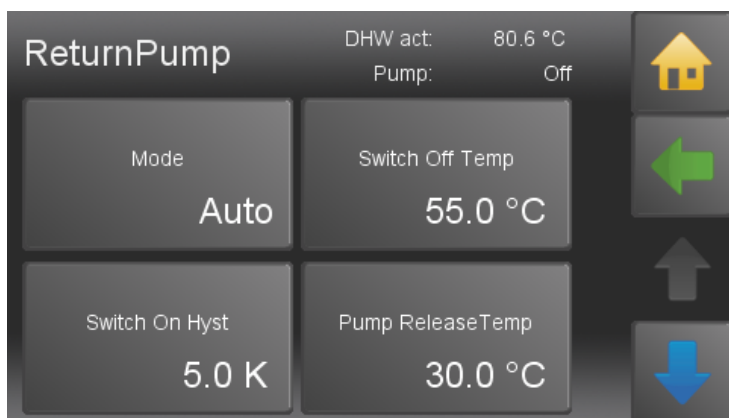 ReturnPump
DHW act: 80.6 °C
Pump: Off
Mode
Auto
Switch Off Temp
55.0 °C
Switch On Hyst
5.0 K
Pump ReleaseTemp
30.0 °C